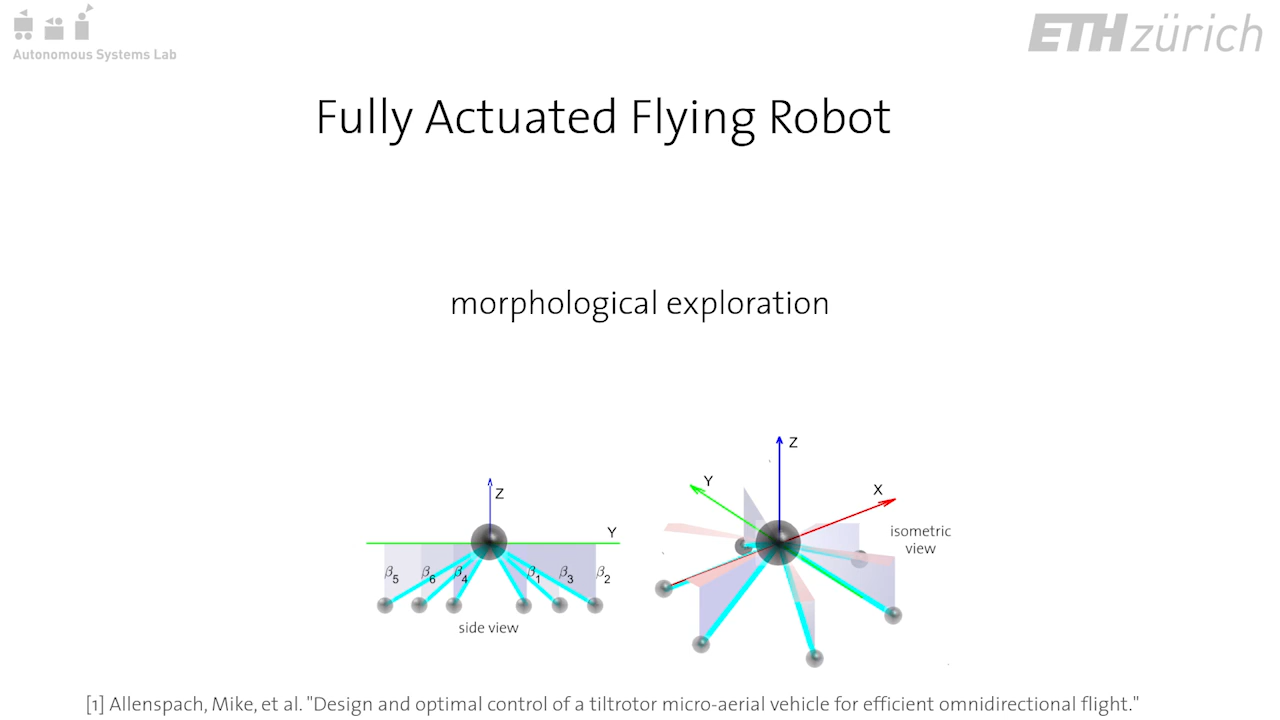 Autonomous Systems Lab
ETH zürich
Fully Actuated Flying Robot
morphological exploration
Z
Y
β5
β6
β4
β1
β3
β2
side view
Z
Y
X
isometric
view
[1] Allenspach, Mike, et al. "Design and optimal control of a tiltrotor micro-aerial vehicle for efficient omnidirectional flight."